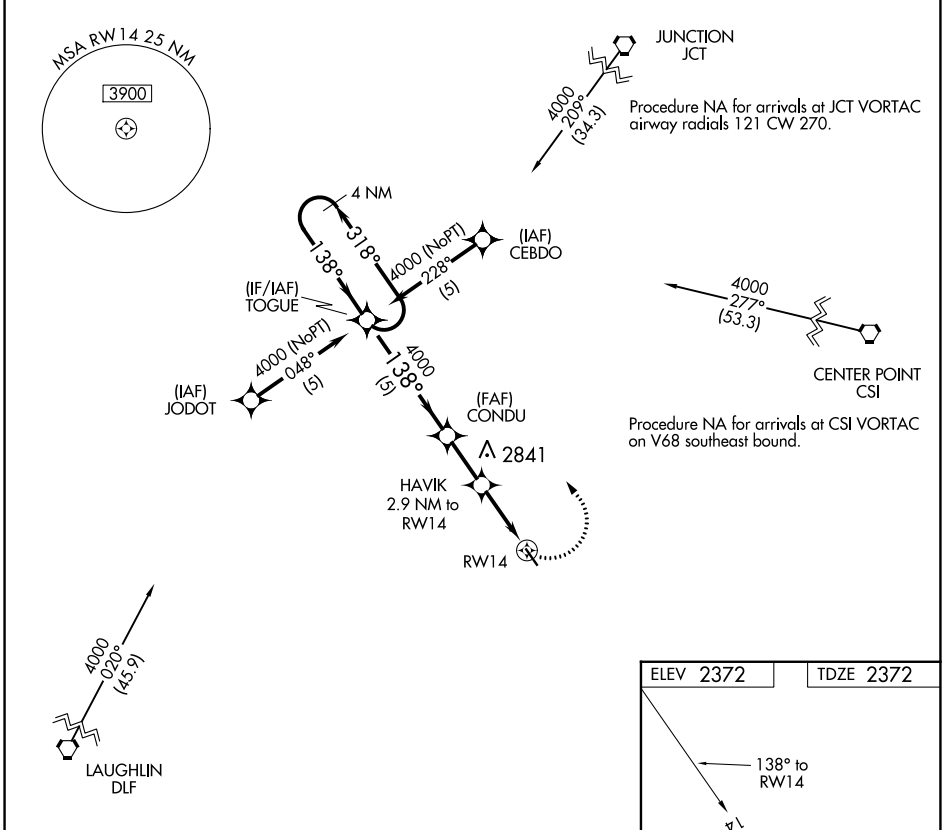 MSA RW14 25 NM
3900
JUNCTION
JCT
4000
209°
(34.3)
Procedure NA for arrivals at JCT VORTAC
airway radials 121 CW 270.
4 NM
318°
138°
4000 (NoPT)
228°
(5)
(IAF)
CEBDO
(IF/IAF)
TOGUE
4000 (NoPT)
048°
(5)
(IAF)
JODOT
4000
138°
(5)
4000
277°
(53.3)
CENTER POINT
CSI
Procedure NA for arrivals at CSI VORTAC
on V68 southeast bound.
(FAF)
CONDU
2841
HAVIK
2.9 NM to
RW14
RW14
4000
020°
(45.9)
LAUGHLIN
DLF
ELEV 2372
TDZE 2372
138° to
RW14
14